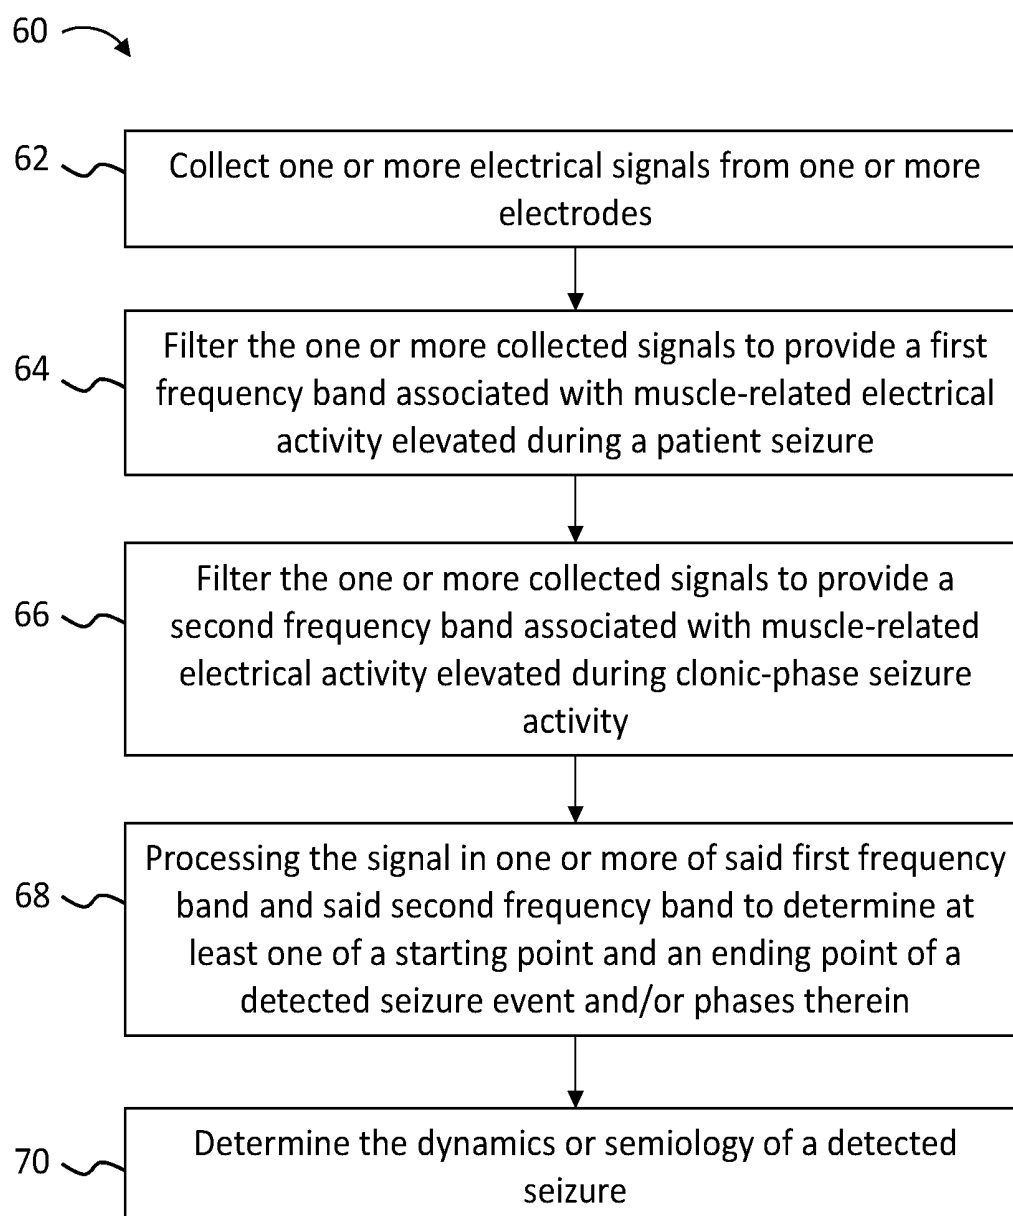 60
62
Collect one or more electrical signals from one or more
electrodes
64
Filter the one or more collected signals to provide a first
frequency band associated with muscle-related electrical
activity elevated during a patient seizure
66
Filter the one or more collected signals to provide a
second frequency band associated with muscle-related
electrical activity elevated during clonic-phase seizure
activity
68
Processing the signal in one or more of said first frequency
band and said second frequency band to determine at
least one of a starting point and an ending point of a
detected seizure event and/or phases therein
70
Determine the dynamics or semiology of a detected
seizure